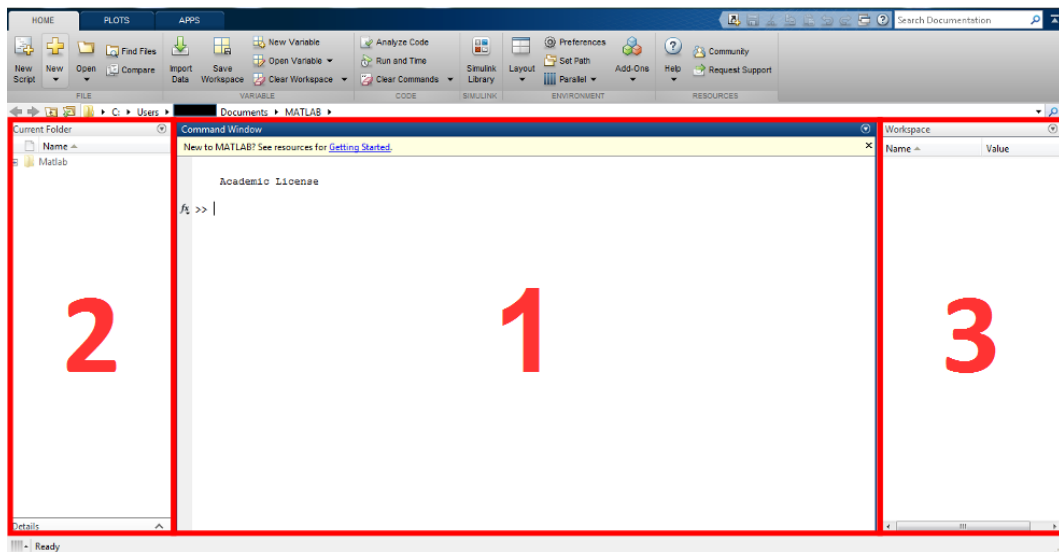 HOME PLOTS APPS
Search Documentation
New Script
New
Open
Find Files
Compare
FILE
Import Data
Save Workspace
New Variable
Open Variable
Clear Workspace
VARIABLE
Analyze Code
Run and Time
Clear Commands
CODE
Simulink Library
SIMULINK
Layout
Preferences
Set Path
Parallel
Add-Ons
ENVIRONMENT
Help
Community
Request Support
RESOURCES
C: Users Documents MATLAB
Current Folder
Name
Matlab
2
Details
Command Window
New to MATLAB? See resources for Getting Started.
Academic License
fx >>
1
Workspace
Name Value
3
Ready